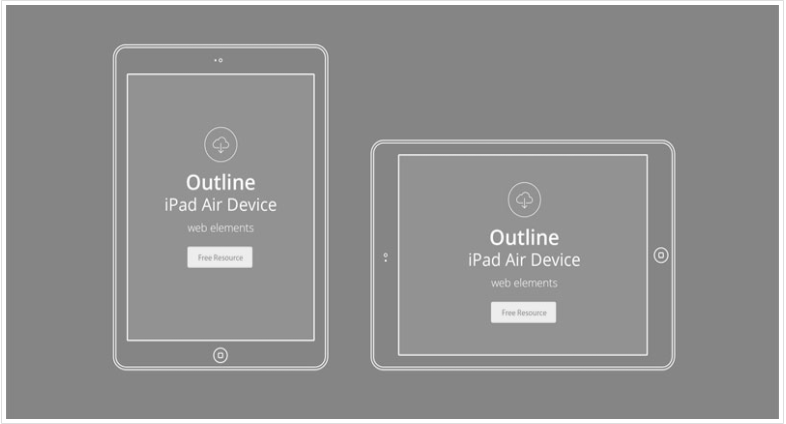 Outline
iPad Air Device
web elements
Free Resource
Outline
iPad Air Device
web elements
Free Resource